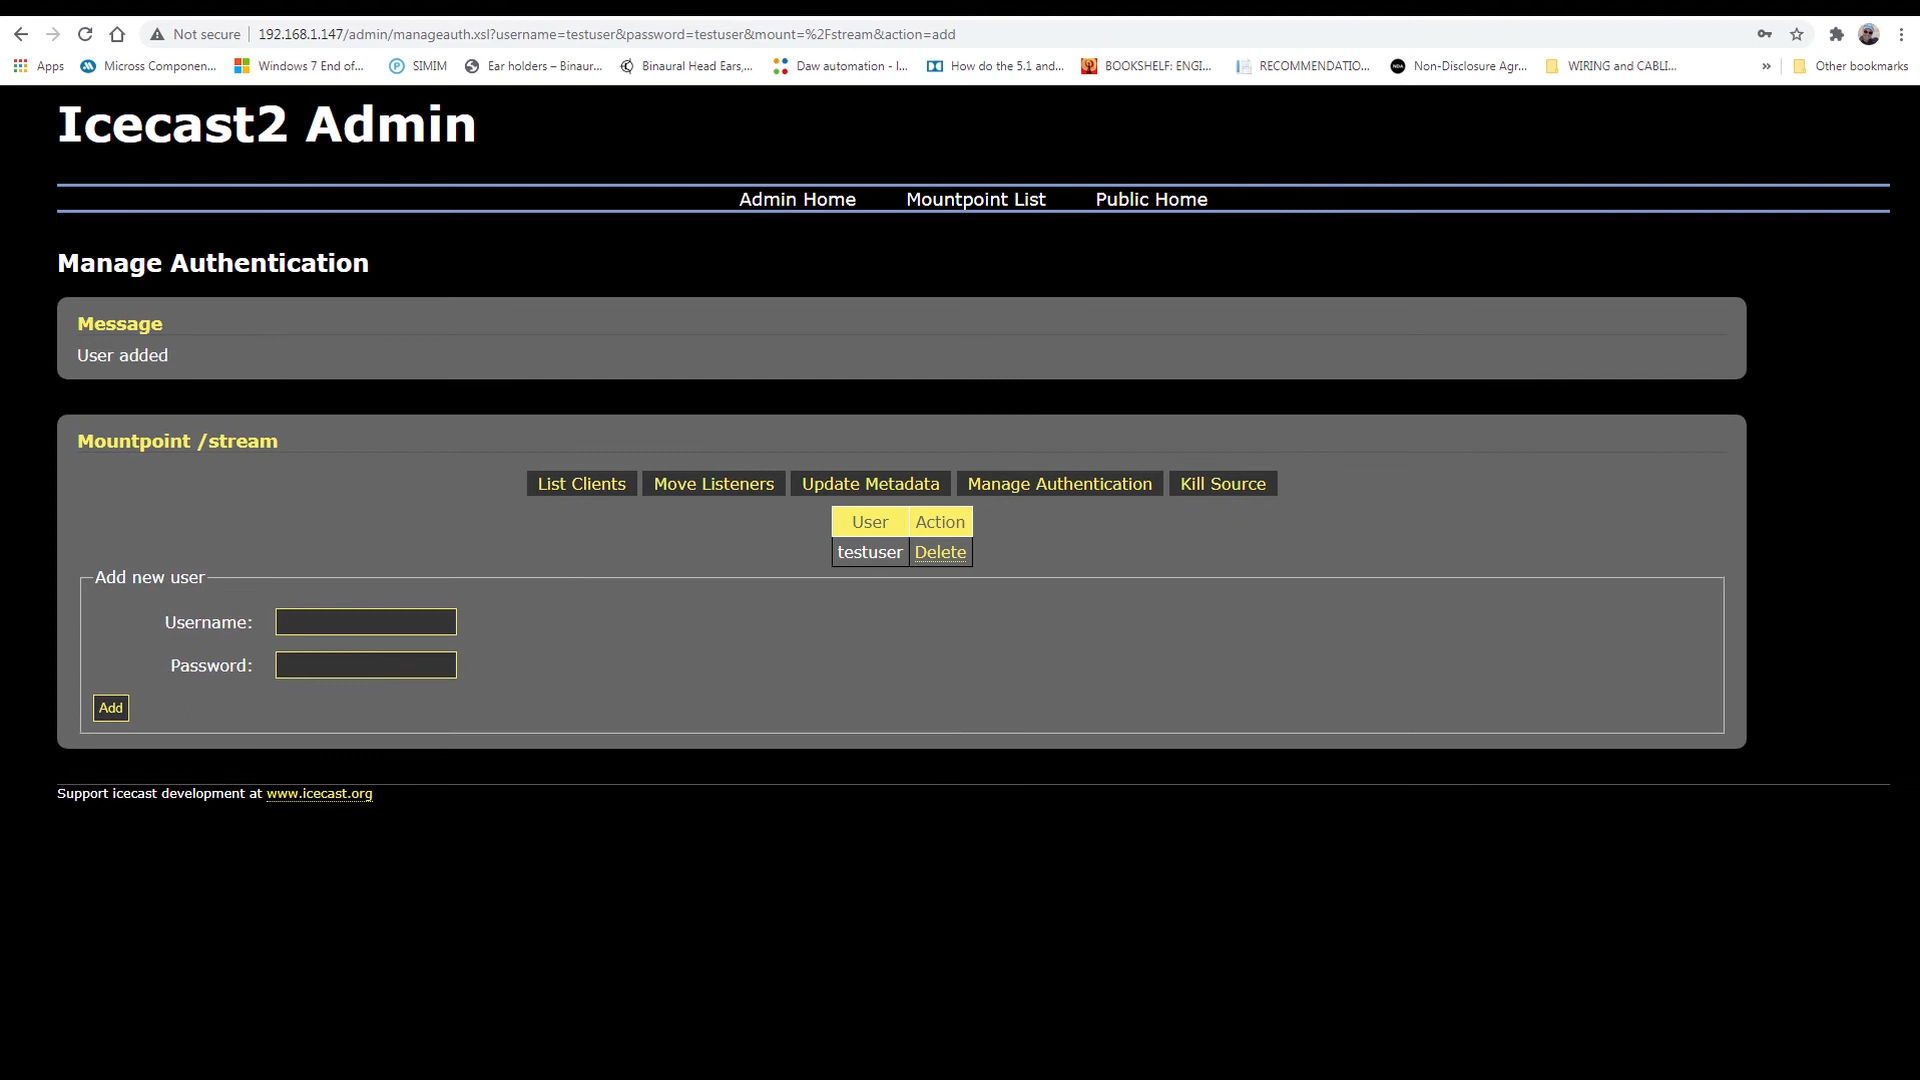 Not secure | 192.168.1.147/admin/manageauth.xsl?username=testuser&password=testuser&mount=%2Fstream&action=add
Apps Micross Componen... Windows 7 End of... SIMIM Ear holders – Binaur... Binaural Head Ears,... Daw automation - I... How do the 5.1 and... BOOKSHELF: ENGI... RECOMMENDATIO... Non-Disclosure Agr... WIRING and CABLI... » Other bookmarks
Icecast2 Admin
Admin Home Mountpoint List Public Home
Manage Authentication
Message
User added
Mountpoint /stream
List Clients Move Listeners Update Metadata Manage Authentication Kill Source
User Action
testuser Delete
Add new user
Username:
Password:
Add
Support icecast development at www.icecast.org